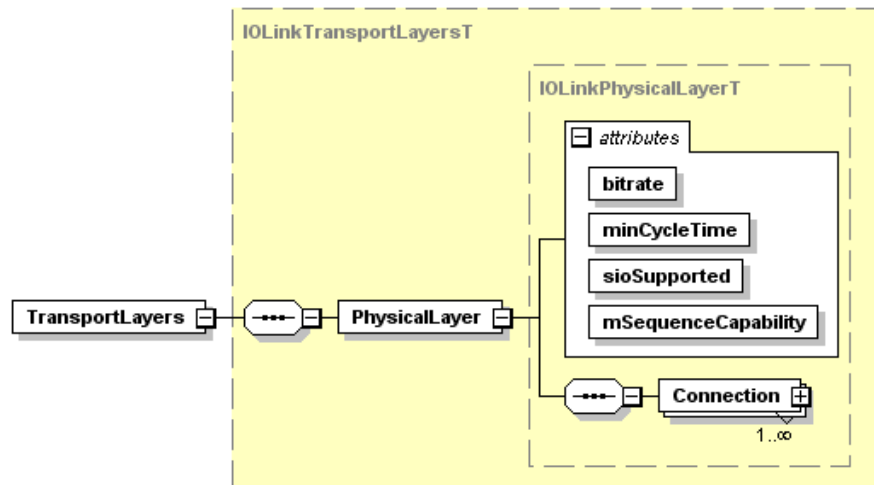 IOLinkTransportLayersT
IOLinkPhysicalLayerT
attributes
bitrate
minCycleTime
sioSupported
mSequenceCapability
TransportLayers
PhysicalLayer
Connection
1..∞